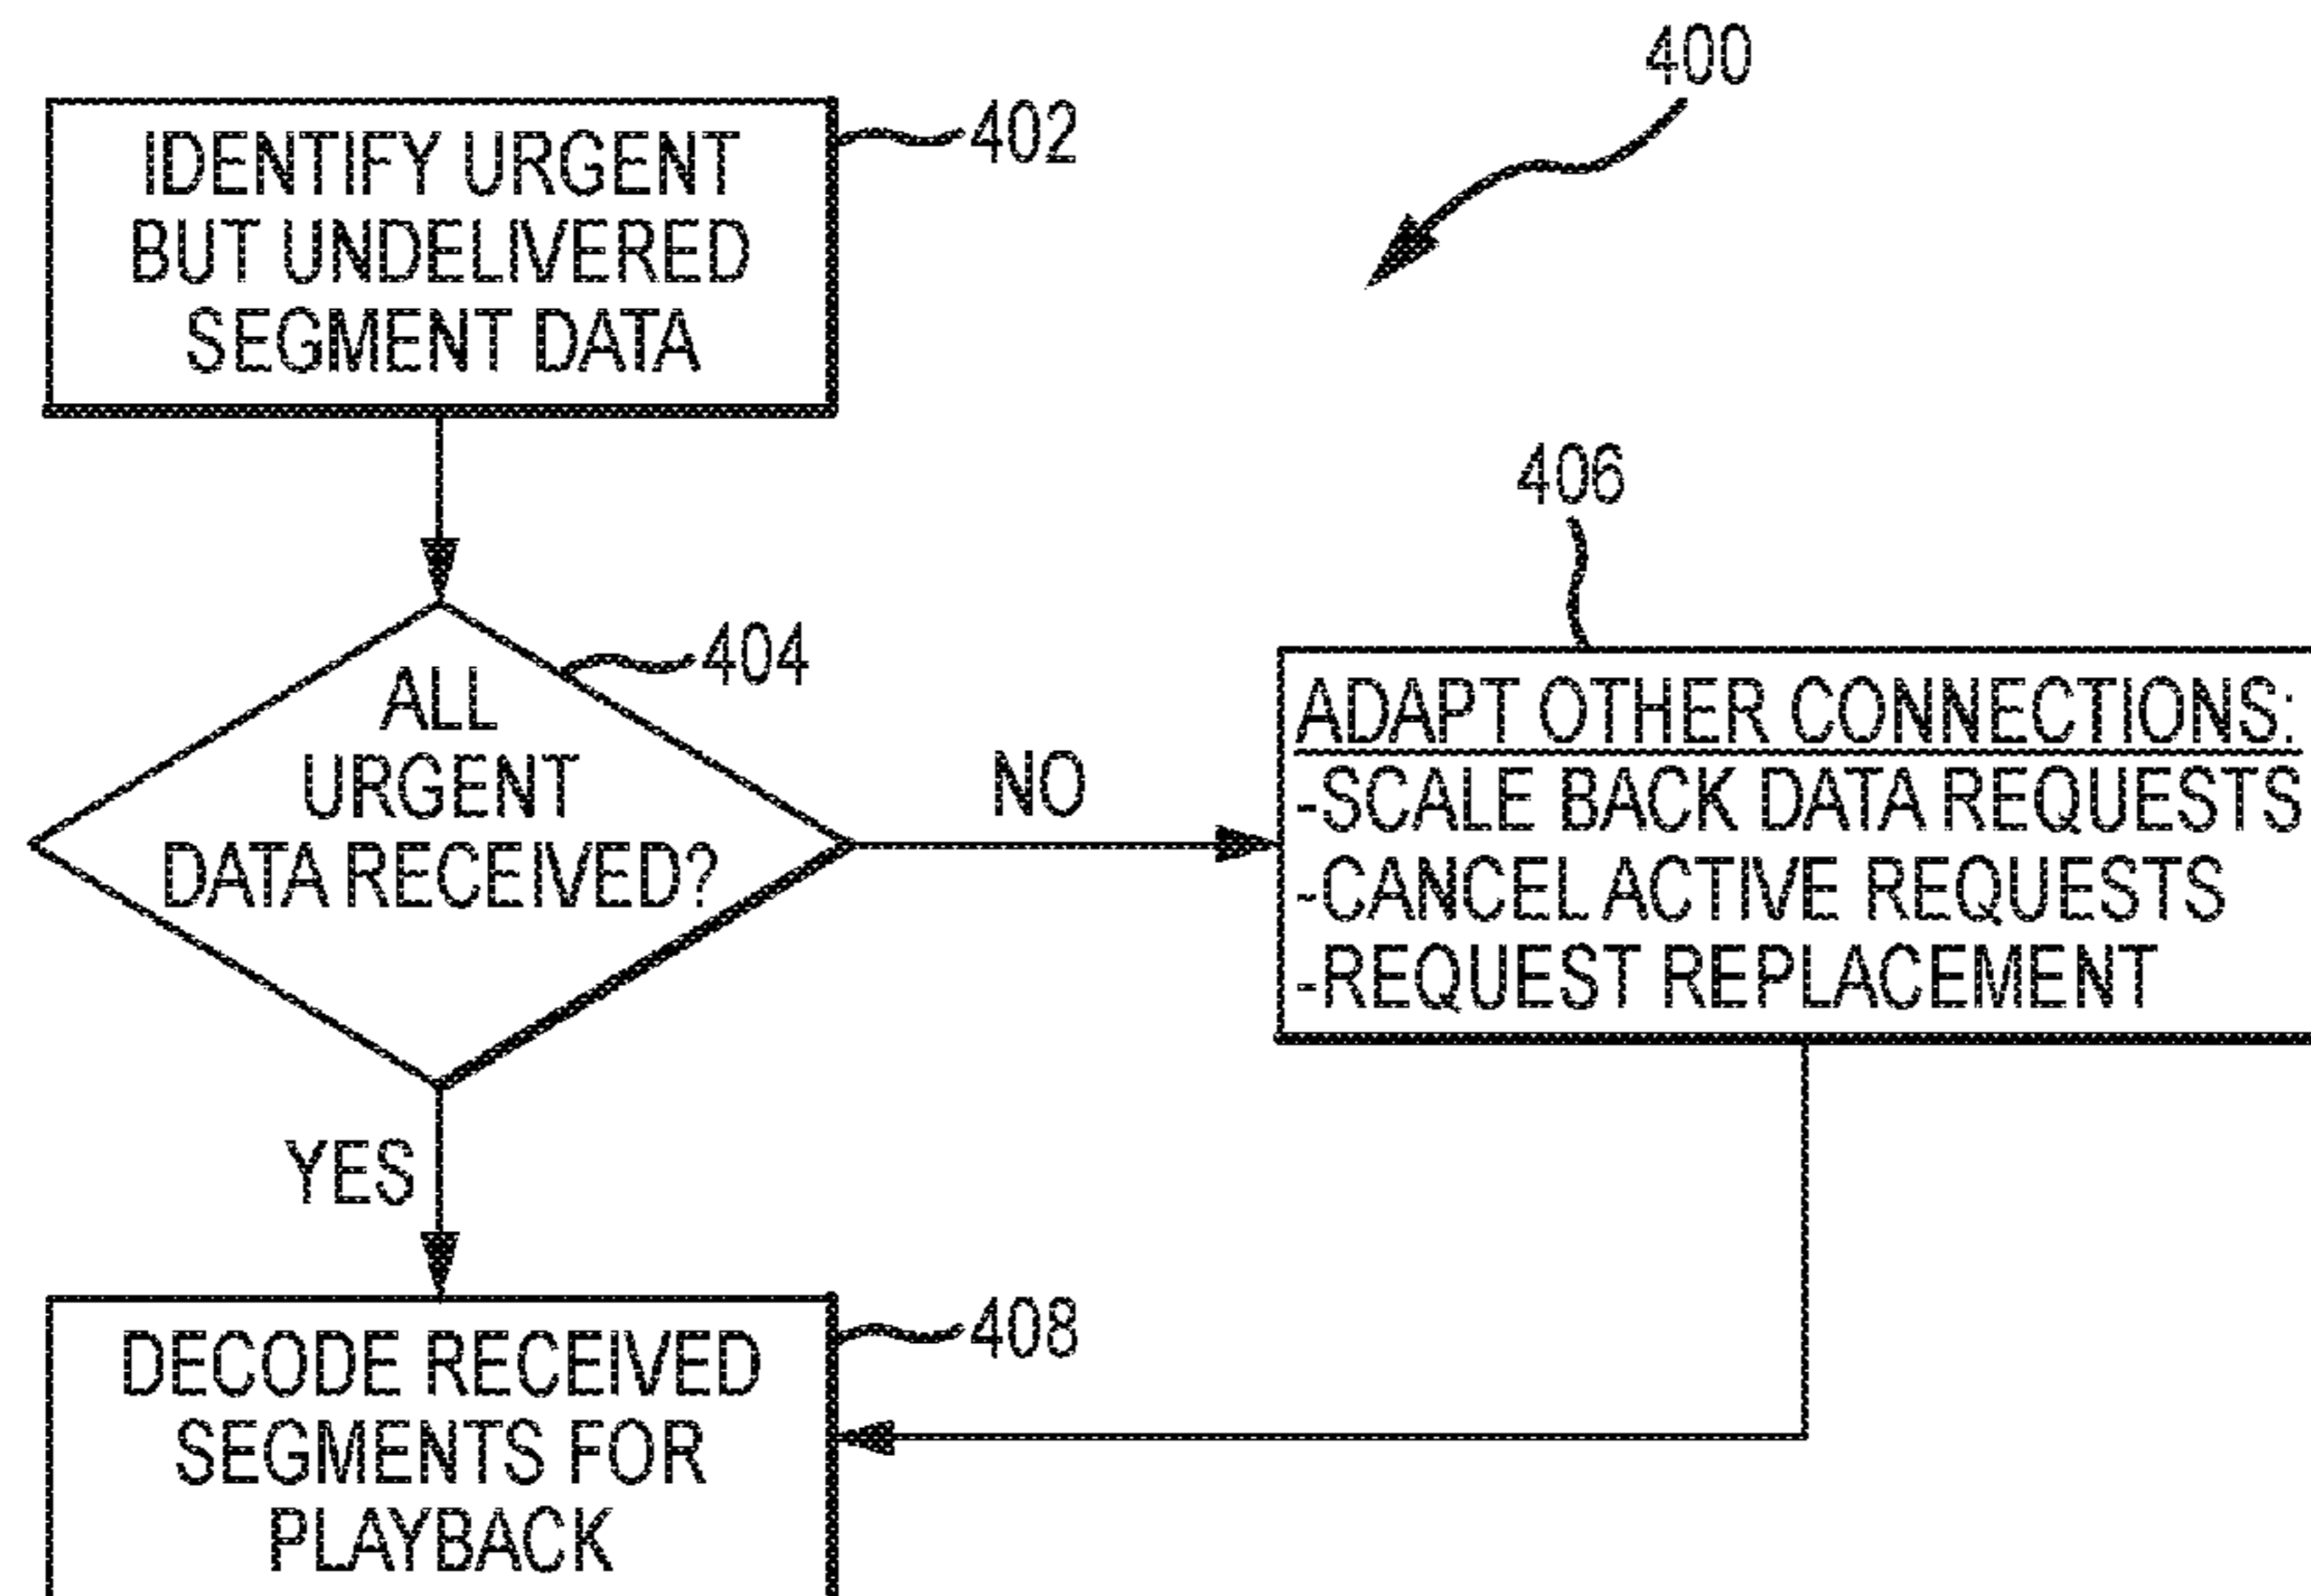 400
IDENTIFY URGENT
BUT UNDELIVERED
SEGMENT DATA
402
ALL
URGENT
DATA RECEIVED?
404
NO
406
ADAPT OTHER CONNECTIONS:
-SCALE BACK DATA REQUESTS
-CANCEL ACTIVE REQUESTS
-REQUEST REPLACEMENT
YES
DECODE RECEIVED
SEGMENTS FOR
PLAYBACK
408